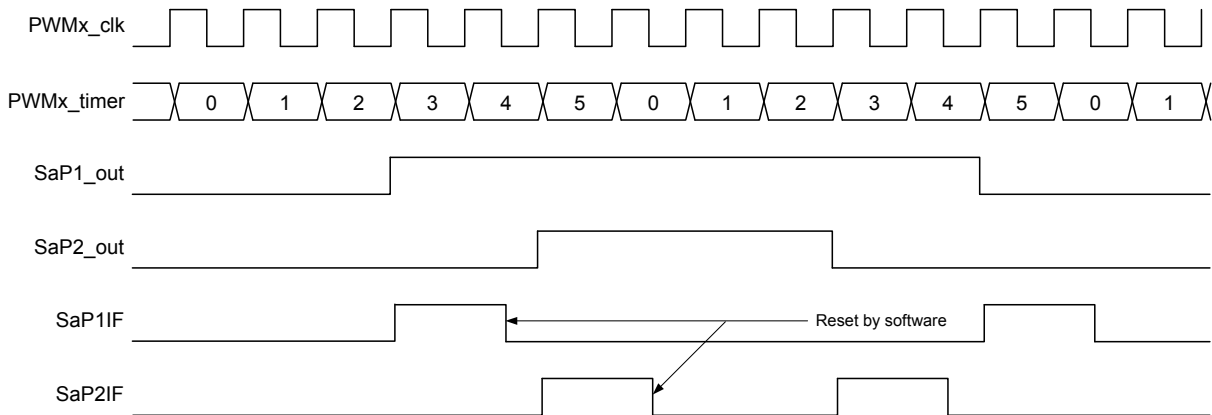 PWMx_clk
PWMx_timer 0 1 2 3 4 5 0 1 2 3 4 5 0 1
SaP1_out
SaP2_out
SaP1IF Reset by software
SaP2IF